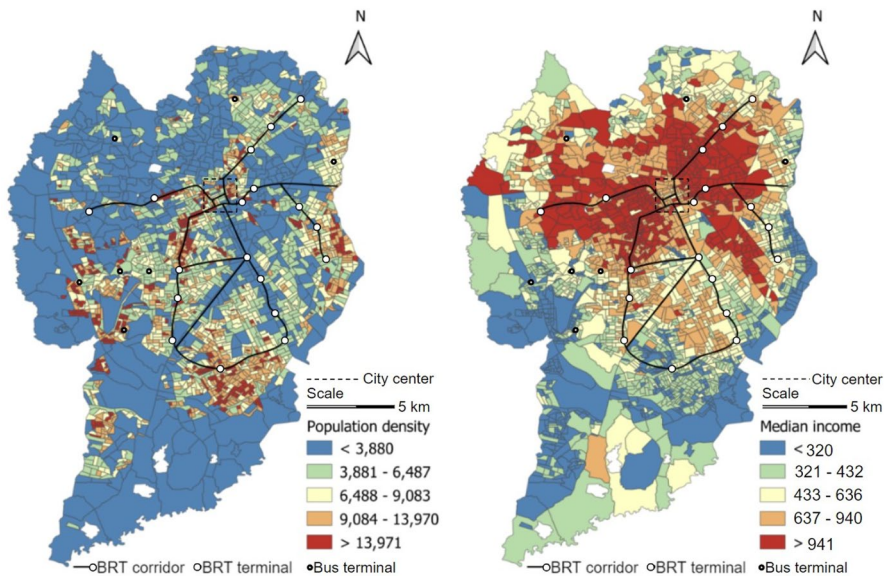 N
City center
Scale
5 km
Population density
< 3,880
3,881 - 6,487
6,488 - 9,083
9,084 - 13,970
> 13,971
BRT corridor BRT terminal Bus terminal
N
City center
Scale
5 km
Median income
< 320
321 - 432
433 - 636
637 - 940
> 941
BRT corridor BRT terminal Bus terminal